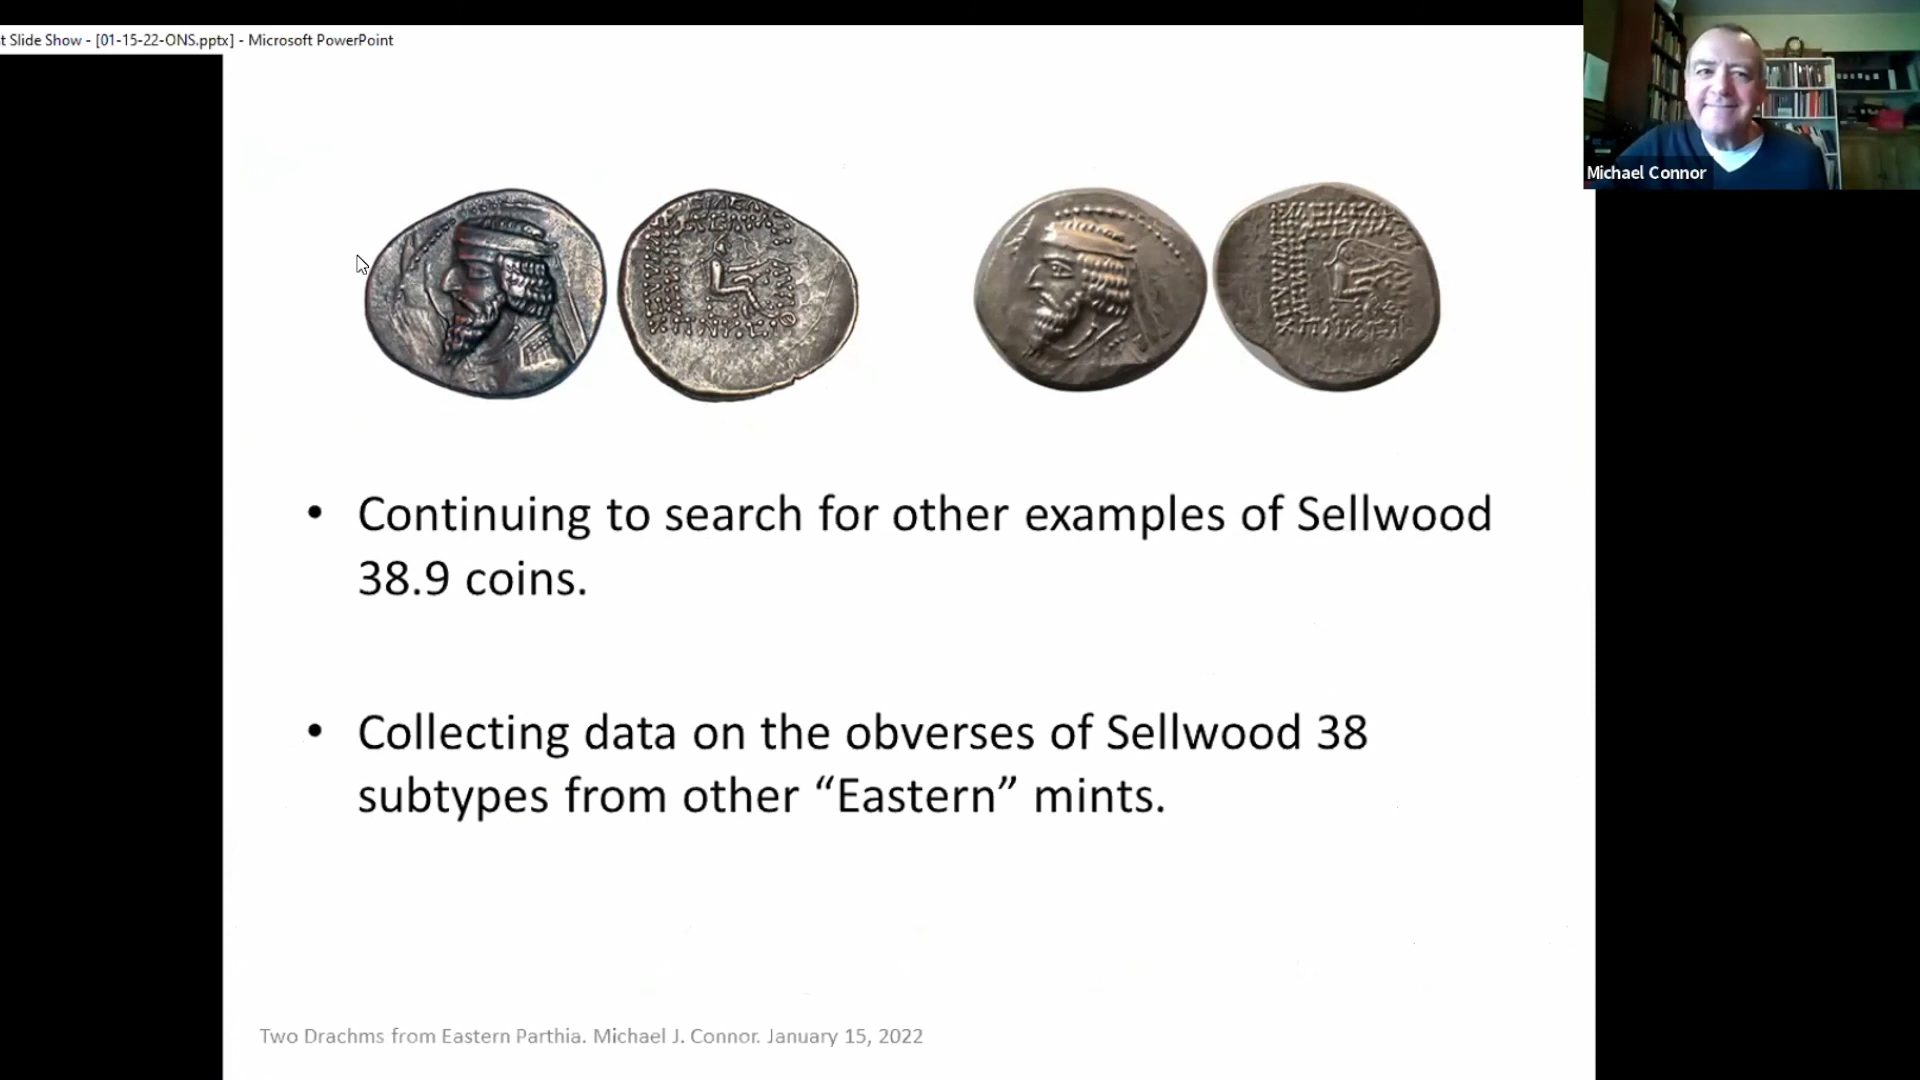 t Slide Show - [01-15-22-ONS.pptx] - Microsoft PowerPoint
Michael Connor
• Continuing to search for other examples of Sellwood
38.9 coins.
• Collecting data on the obverses of Sellwood 38
subtypes from other “Eastern” mints.
Two Drachms from Eastern Parthia. Michael J. Connor. January 15, 2022